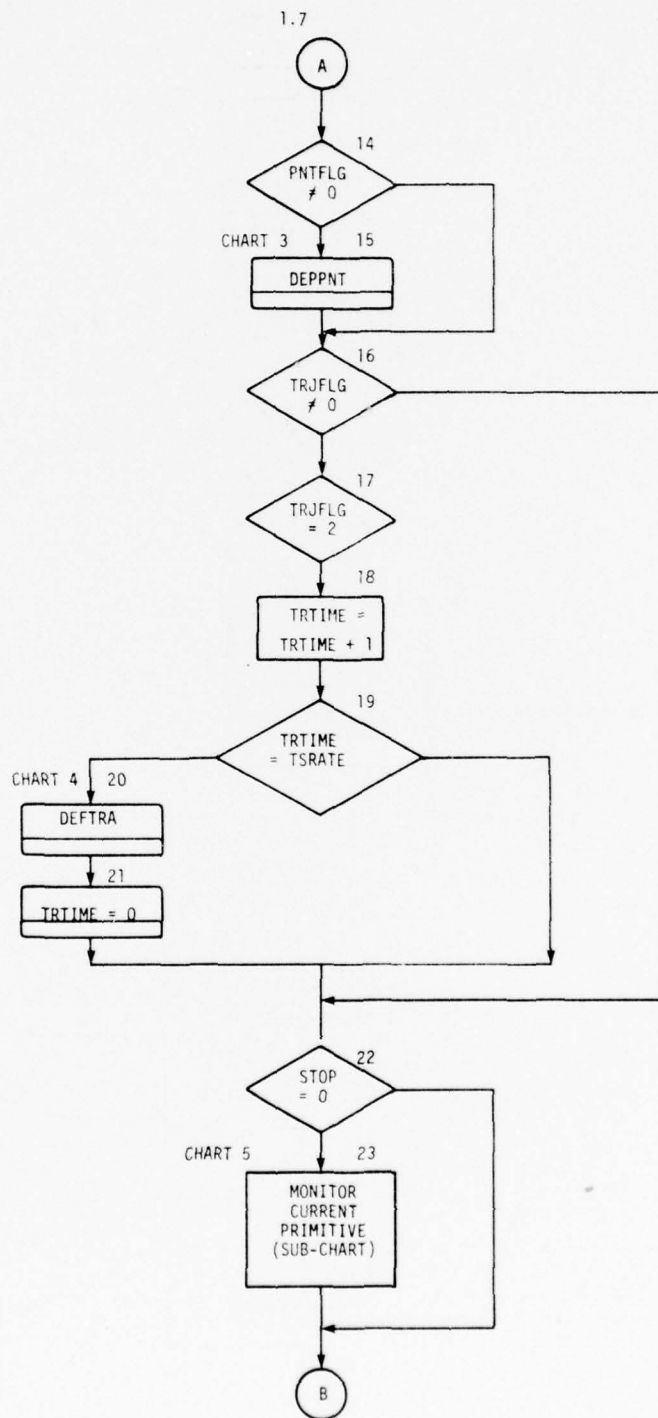 1.7
A
14
PNTFLG
≠ 0
CHART 3 15
DEPPNT
16
TRJFLG
≠ 0
17
TRJFLG
= 2
18
TRTIME =
TRTIME + 1
19
TRTIME
= TSRATE
CHART 4 20
DEFTRA
21
TRTIME = 0
22
STOP
= 0
CHART 5 23
MONITOR
CURRENT
PRIMITIVE
(SUB-CHART)
B